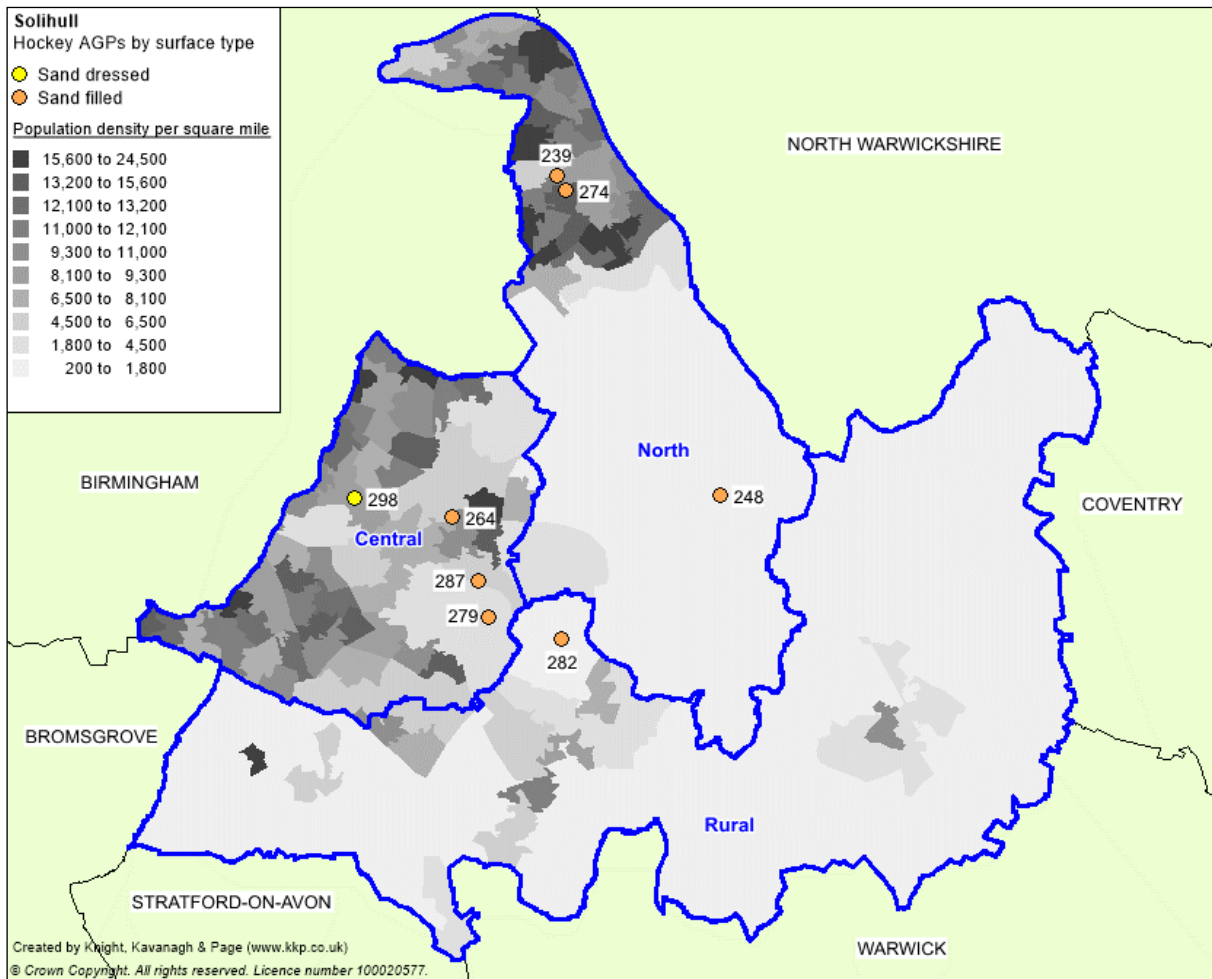 Solihull
Hockey AGPs by surface type
Sand dressed
Sand filled
Population density per square mile
15,600 to 24,500
13,200 to 15,600
12,100 to 13,200
11,000 to 12,100
9,300 to 11,000
8,100 to 9,300
6,500 to 8,100
4,500 to 6,500
1,800 to 4,500
200 to 1,800
NORTH WARWICKSHIRE
239
274
North
BIRMINGHAM
298
248
COVENTRY
264
Central
287
279
282
BROMSGROVE
Rural
STRATFORD-ON-AVON
WARWICK
Created by Knight, Kavanagh & Page (www.kkp.co.uk)
© Crown Copyright. All rights reserved. Licence number 100020577.